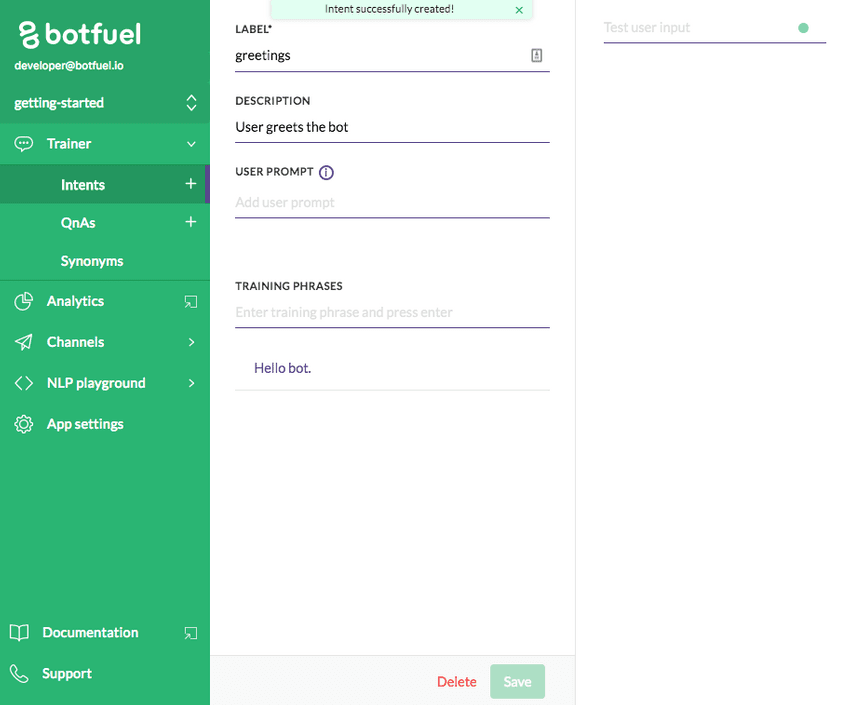 botfuel
developer@botfuel.io
getting-started
Trainer
Intents
QnAs
Synonyms
Analytics
Channels
NLP playground
App settings
Documentation
Support
Intent successfully created!
LABEL*
greetings
DESCRIPTION
User greets the bot
USER PROMPT
Add user prompt
TRAINING PHRASES
Enter training phrase and press enter
Hello bot.
Delete
Save
Test user input